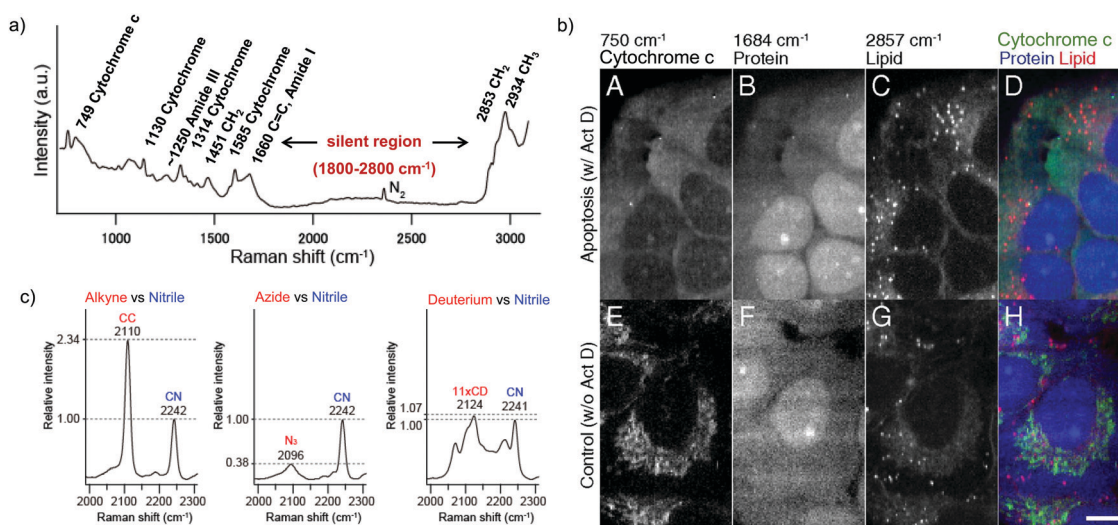 a)
Intensity (a.u.)
749 Cytochrome c
1130 Cytochrome
~1250 Amide III
1314 Cytochrome
1451 CH2
1585 Cytochrome
1660 C=C, Amide I
silent region
(1800-2800 cm-1)
N2
2853 CH2
2934 CH3
1000 1500 2000 2500 3000
Raman shift (cm-1)
b)
750 cm-1 1684 cm-1 2857 cm-1 Cytochrome c
Cytochrome c Protein Lipid Protein Lipid
Apoptosis (w/ Act D)
A B C D
Control (w/o Act D)
E F G H
c)
Alkyne vs Nitrile
Relative intensity
2.34
1.00
CC
2110
CN
2242
2000 2100 2200 2300
Raman shift (cm-1)
Azide vs Nitrile
Relative intensity
1.00
0.38
N3
2096
CN
2242
2000 2100 2200 2300
Raman shift (cm-1)
Deuterium vs Nitrile
Relative intensity
1.07
1.00
11xCD
2124
CN
2241
2000 2100 2200 2300
Raman shift (cm-1)